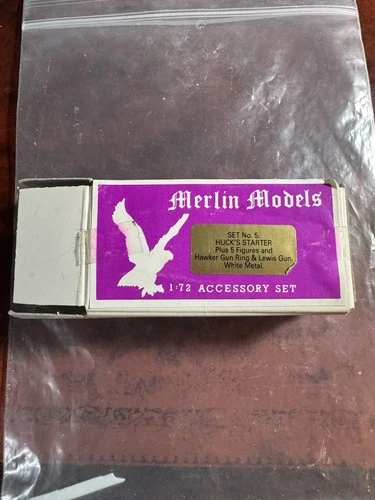 Merlin Models
SET No. 5.
HUCK'S STARTER
Plus 5 Figures and
Hawker Gun Ring & Lewis Gun.
White Metal.
1:72 ACCESSORY SET